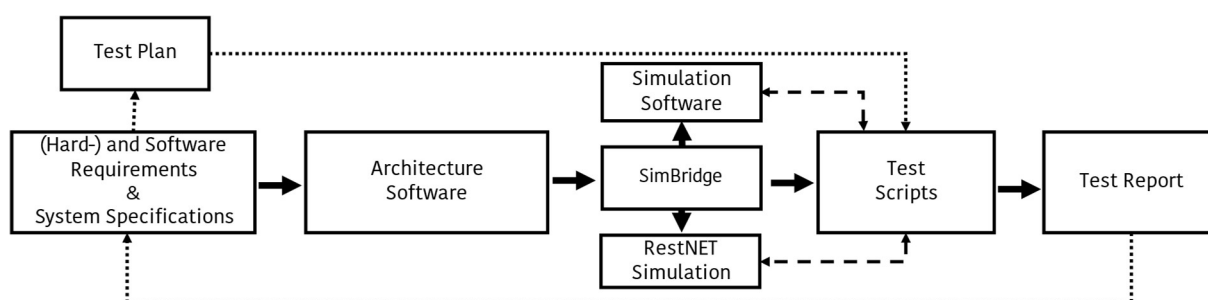 Test Plan
(Hard-) and Software
Requirements
&
System Specifications
Architecture
Software
Simulation
Software
SimBridge
RestNET
Simulation
Test
Scripts
Test Report